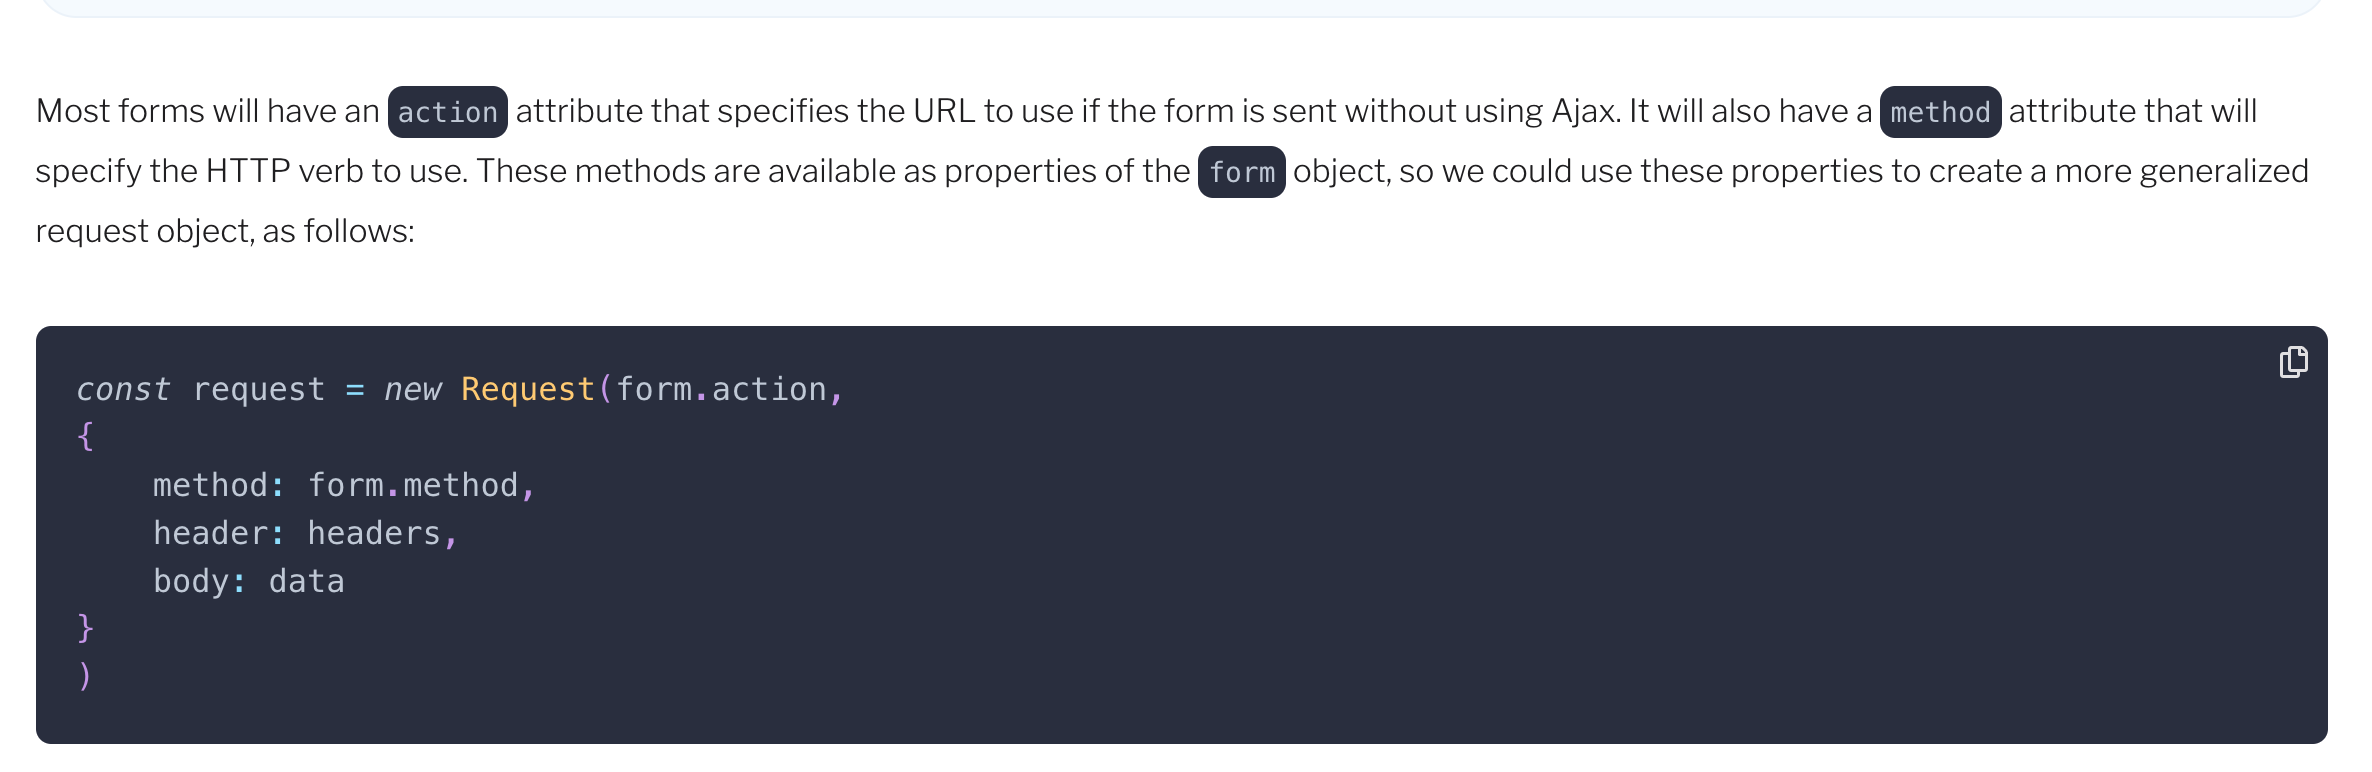 Most forms will have an action attribute that specifies the URL to use if the form is sent without using Ajax. It will also have a method attribute that will
specify the HTTP verb to use. These methods are available as properties of the form object, so we could use these properties to create a more generalized
request object, as follows:
const request = new Request(form.action,
{
    method: form.method,
    header: headers,
    body: data
}
)